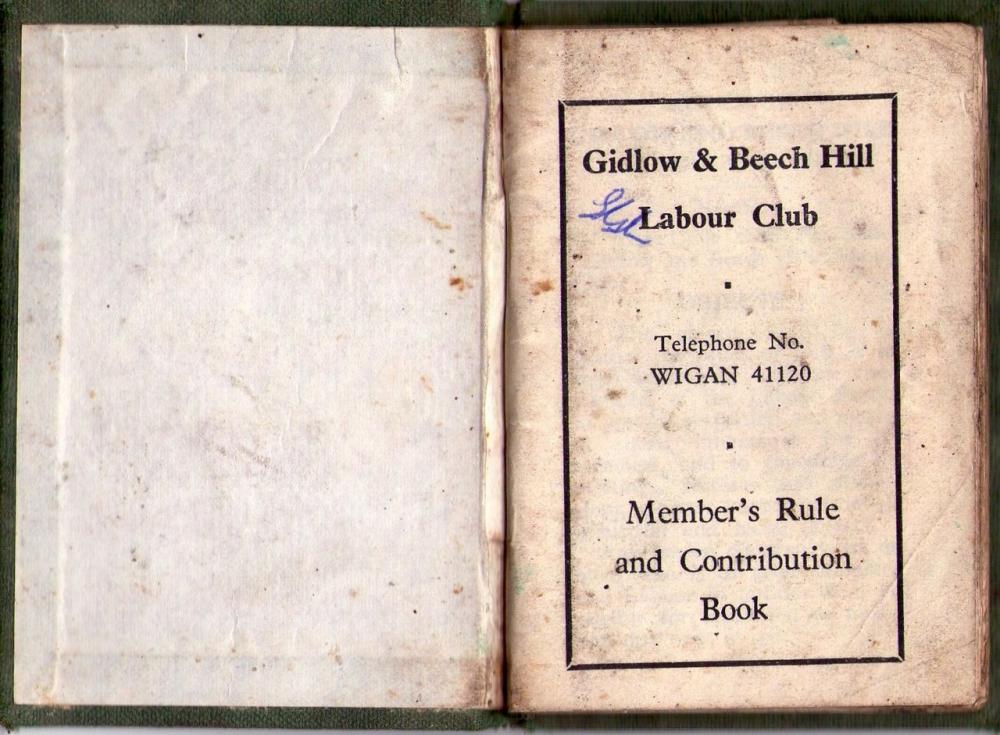 Gidlow & Beech Hill
Labour Club
Telephone No.
WIGAN 41120
Member's Rule
and Contribution
Book